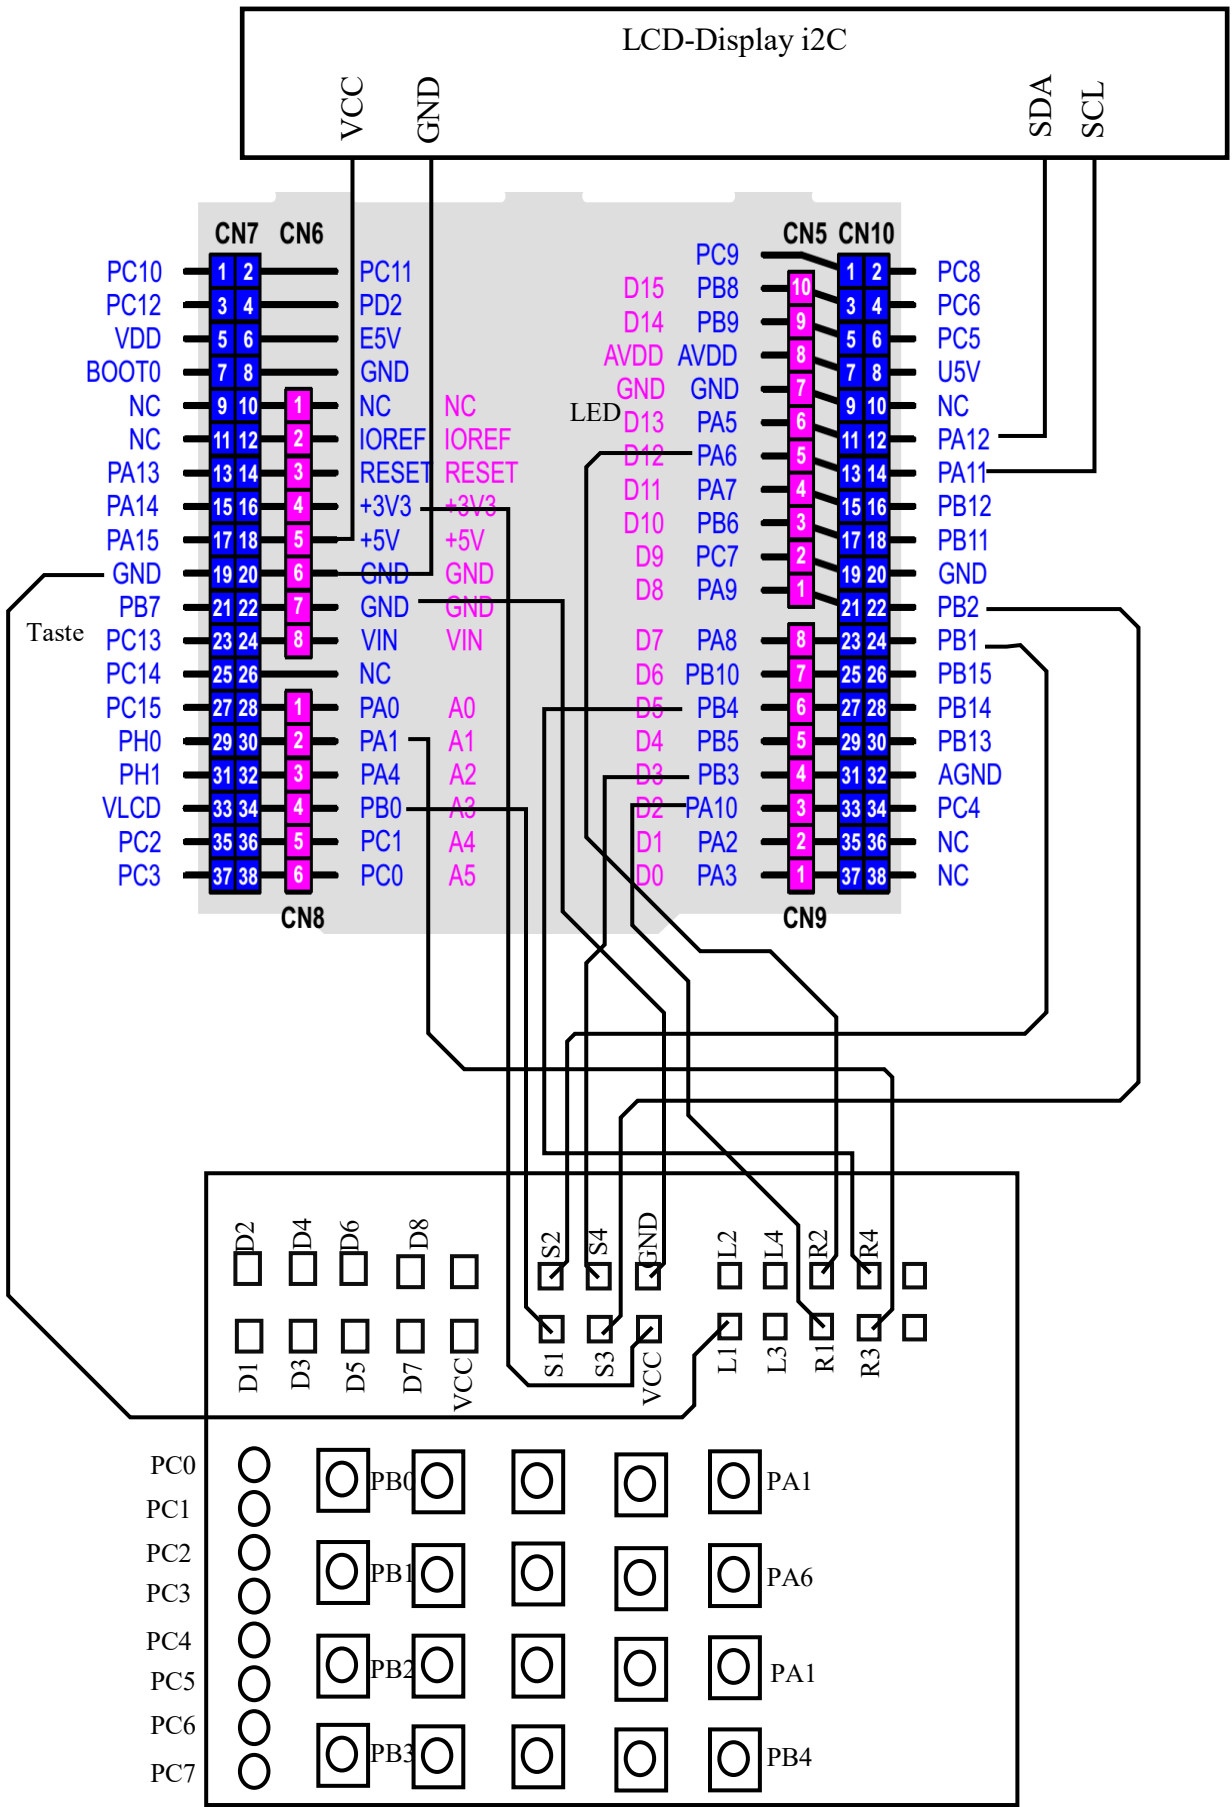 LCD-Display i2C
VCC
GND
SDA
SCL
CN7 CN6
CN5 CN10
PC9
PC10 1 2 PC11
D15 PB8 10 1 2 PC8
PC12 3 4 PD2
D14 PB9 9 3 4 PC6
VDD 5 6 E5V
AVDD AVDD 8 5 6 PC5
BOOT0 7 8 GND
GND GND 7 7 8 U5V
NC 9 10 1 NC NC
LED D13 PA5 6 9 10 NC
NC 11 12 2 IOREF IOREF
D12 PA6 5 11 12 PA12
PA13 13 14 3 RESET RESET
D11 PA7 4 13 14 PA11
PA14 15 16 4 +3V3 +3V3
D10 PB6 3 15 16 PB12
PA15 17 18 5 +5V +5V
D9 PC7 2 17 18 PB11
GND 19 20 6 GND GND
D8 PA9 1 19 20 GND
PB7 21 22 7 GND GND
21 22 PB2
Taste PC13 23 24 8 VIN VIN
D7 PA8 8 23 24 PB1
PC14 25 26 NC
D6 PB10 7 25 26 PB15
PC15 27 28 1 PA0 A0
D5 PB4 6 27 28 PB14
PH0 29 30 2 PA1 A1
D4 PB5 5 29 30 PB13
PH1 31 32 3 PA4 A2
D3 PB3 4 31 32 AGND
VLCD 33 34 4 PB0 A3
D2 PA10 3 33 34 PC4
PC2 35 36 5 PC1 A4
D1 PA2 2 35 36 NC
PC3 37 38 6 PC0 A5
D0 PA3 1 37 38 NC
CN8
CN9
D2 D4 D6 D8 S2 S4 GND L2 L4 R2 R4
D1 D3 D5 D7 VCC S1 S3 VCC L1 L3 R1 R3
PC0
PB0 PA1
PC1
PC2
PB1 PA6
PC3
PC4
PB2 PA1
PC5
PC6
PB3 PB4
PC7